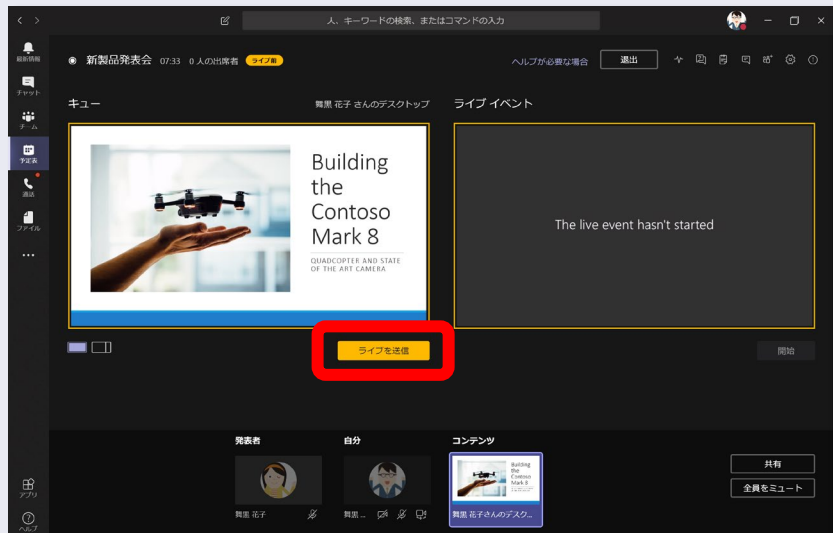 人、キーワードの検索、またはコマンドの入力
最新情報
チャット
チーム
予定表
通話
ファイル
アプリ
ヘルプ
新製品発表会 07:33 0 人の出席者 ライブ前
ヘルプが必要な場合 退出
キュー 舞黒 花子 さんのデスクトップ ライブ イベント
Building
the
Contoso
Mark 8
QUADCOPTER AND STATE
OF THE ART CAMERA
The live event hasn't started
ライブを送信
開始
発表者 自分 コンテンツ
Building
the
Contoso
Mark 8
舞黒 花子 舞黒 ... 舞黒 花子さんのデスク...
共有
全員をミュート